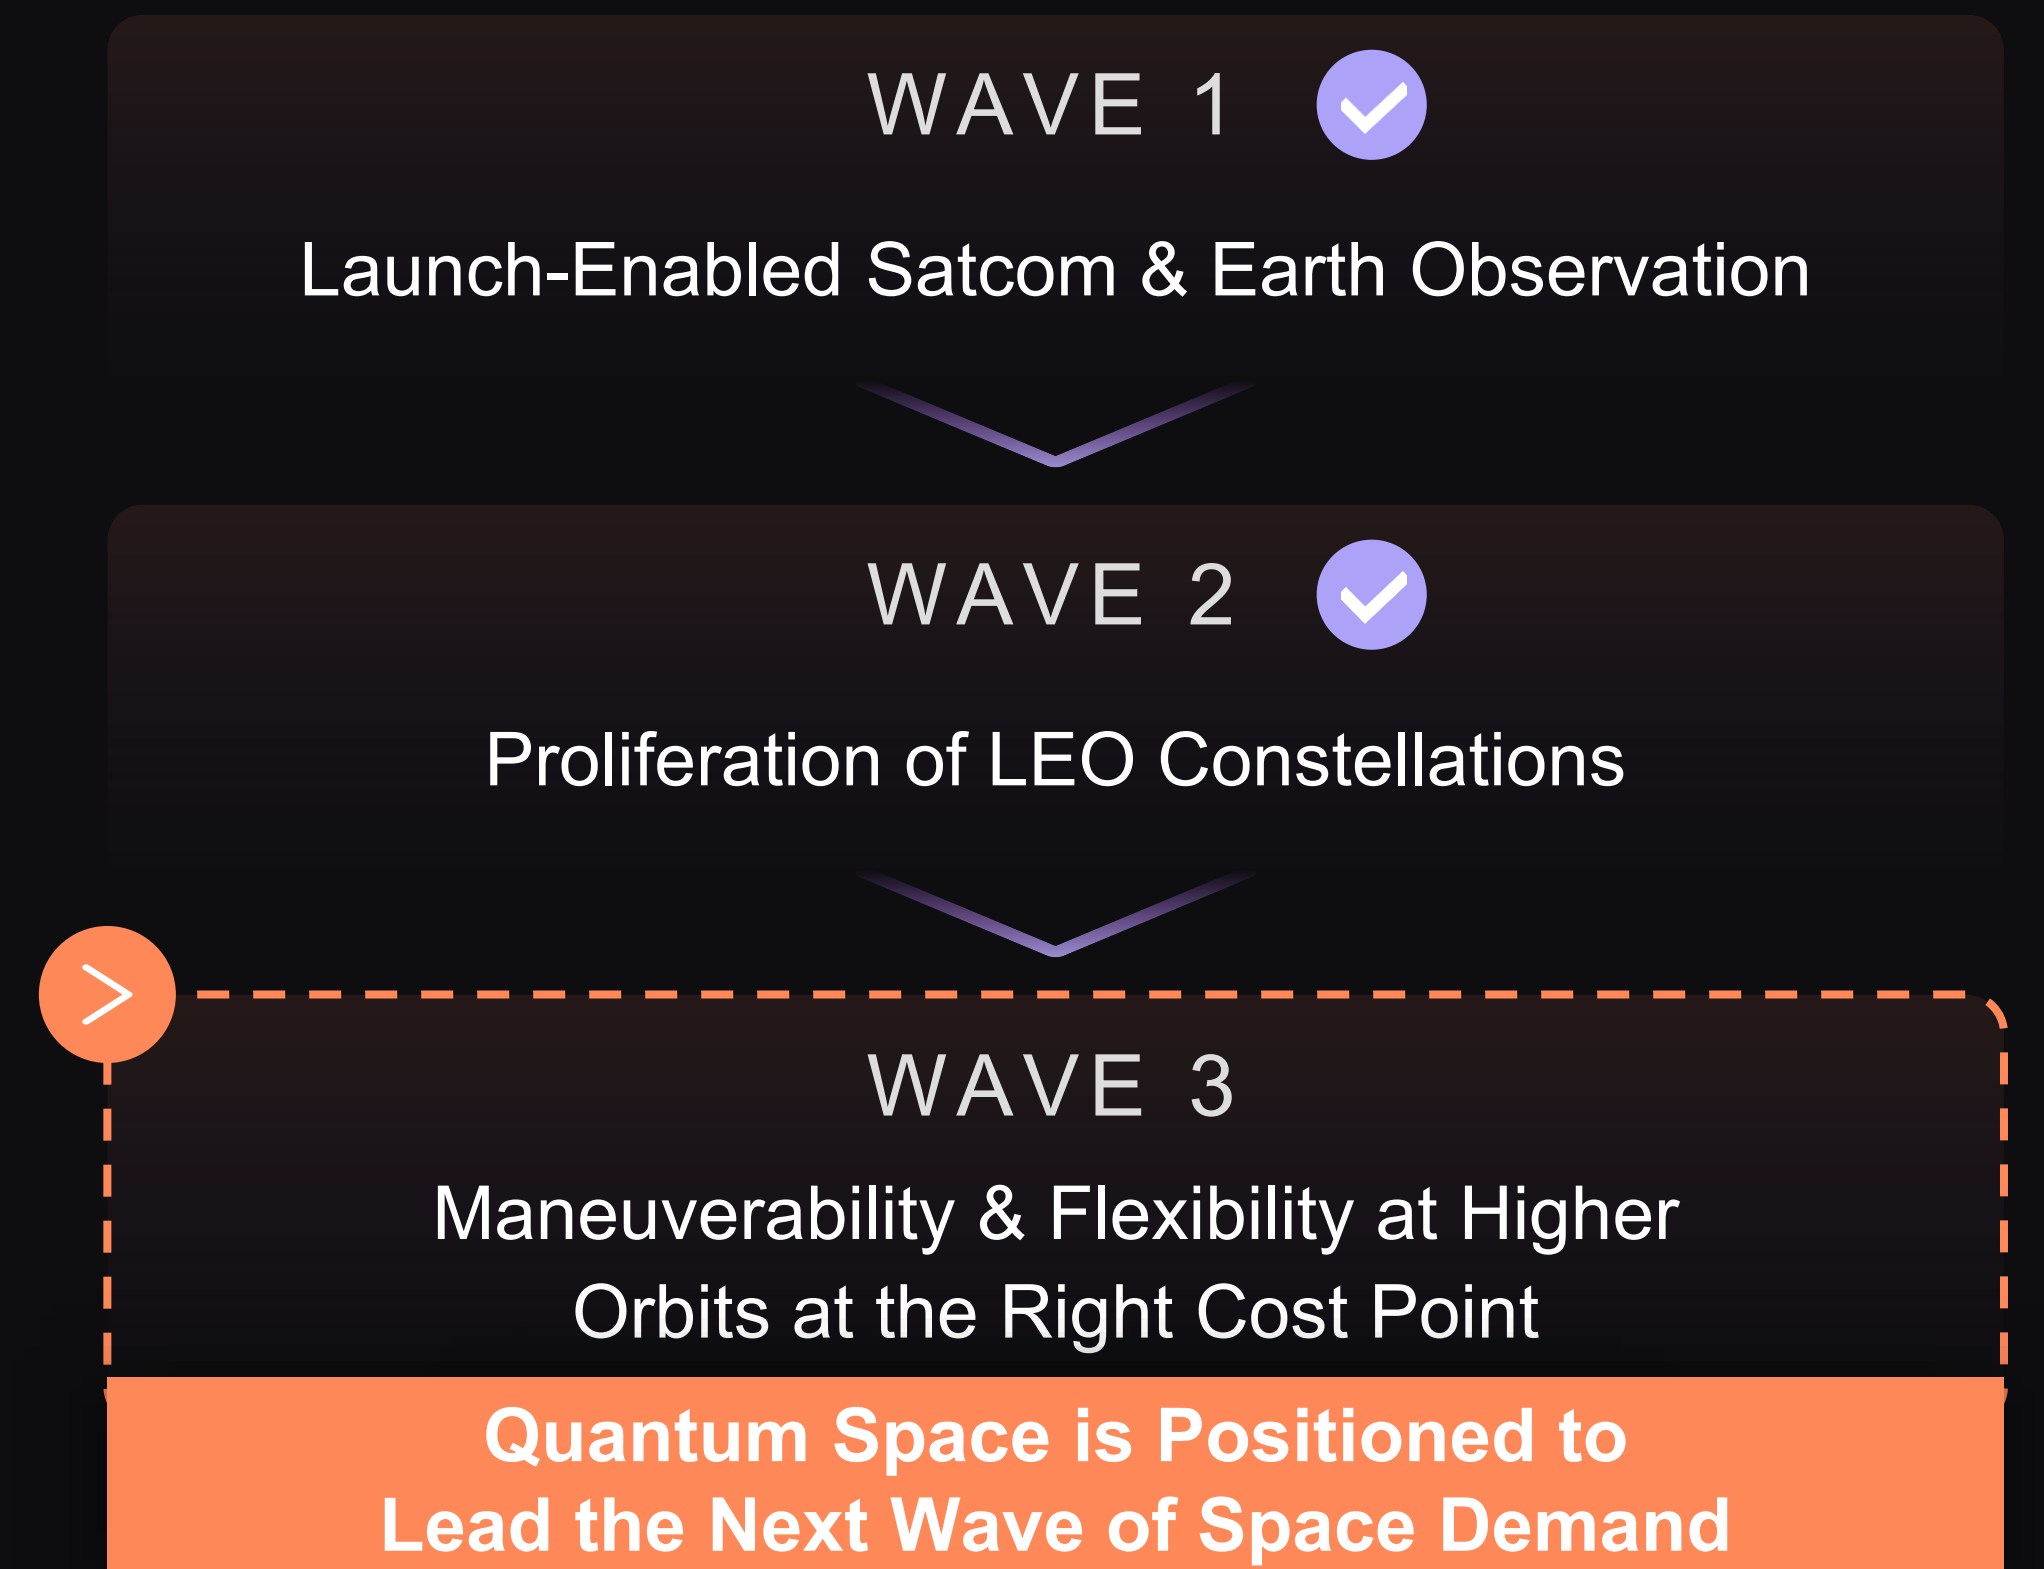 WAVE 1
Launch-Enabled Satcom & Earth Observation
WAVE 2
Proliferation of LEO Constellations
WAVE 3
Maneuverability & Flexibility at Higher
Orbits at the Right Cost Point
Quantum Space is Positioned to
Lead the Next Wave of Space Demand